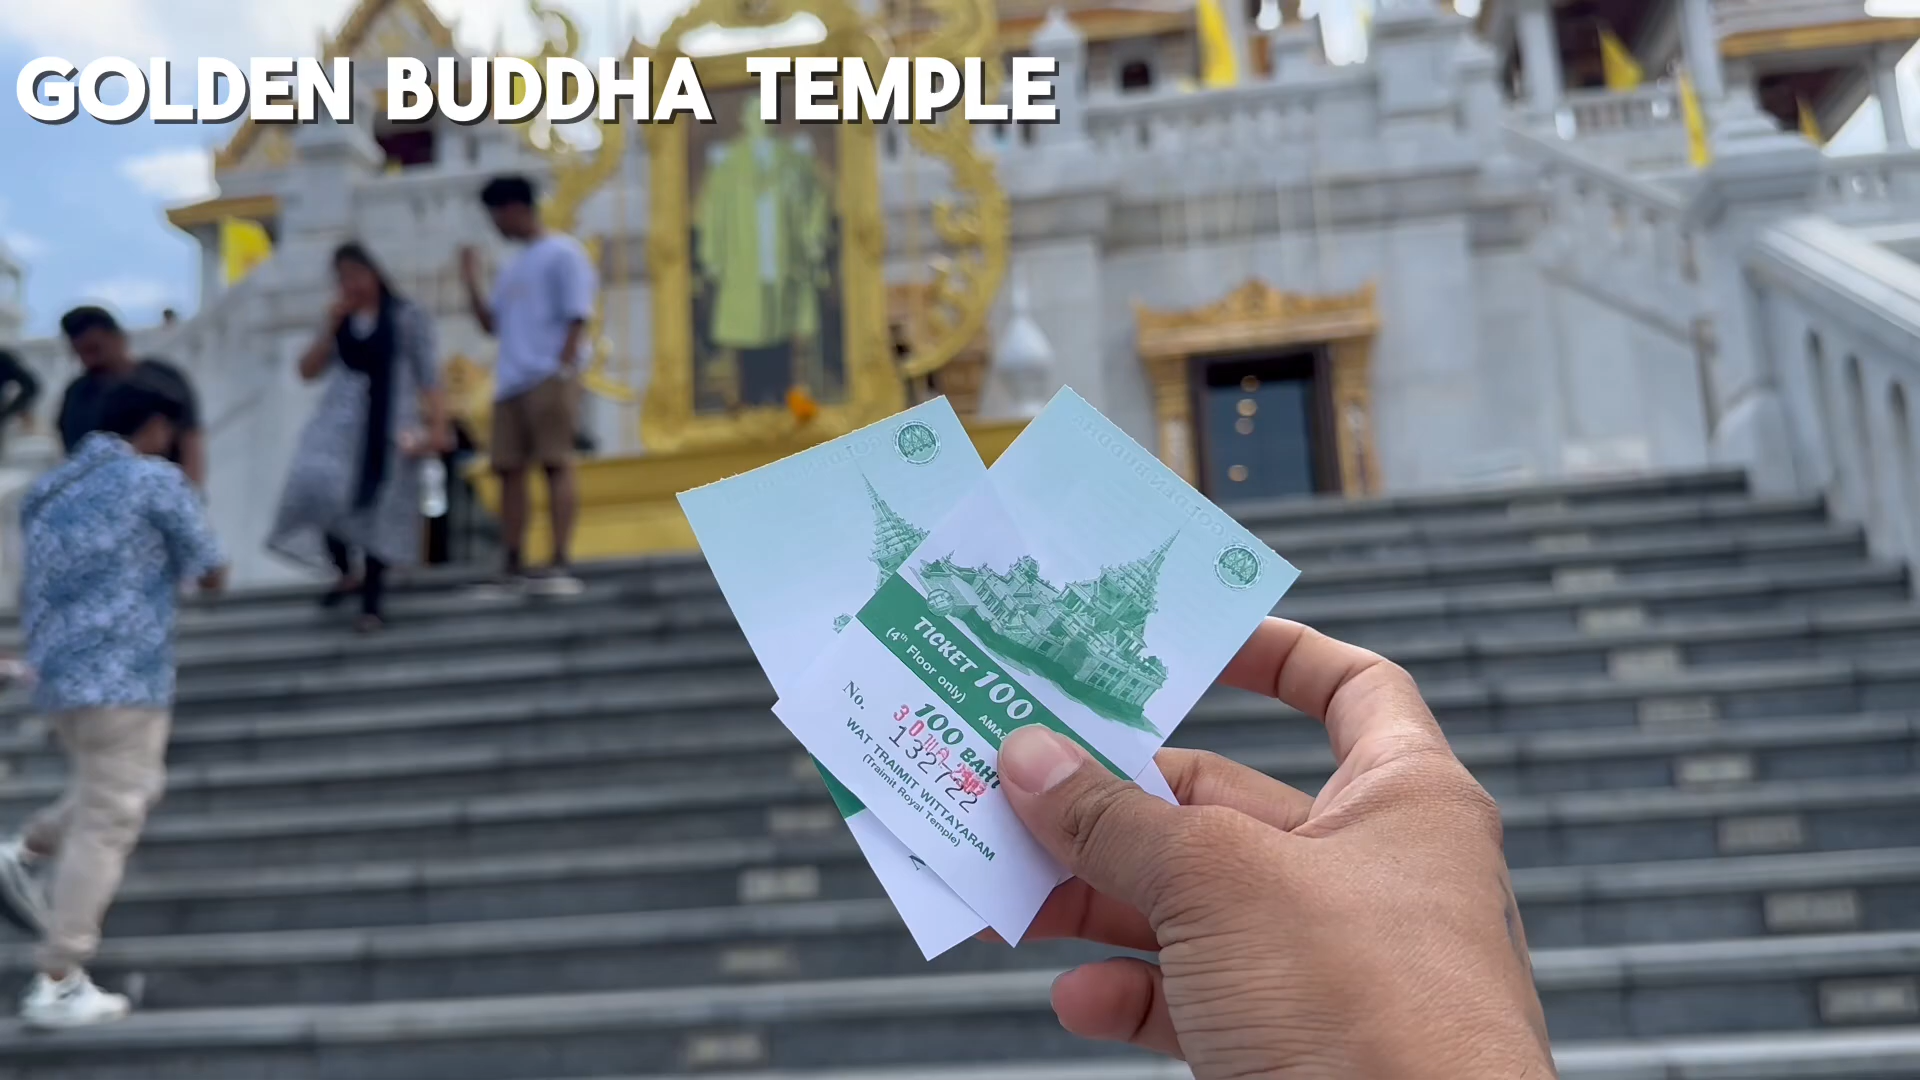 GOLDEN BUDDHA TEMPLE
TICKET 100
(4th Floor only)
100 BAHT
No. 132722
WAT TRAIMIT WITTAYARAM
(Traimit Royal Temple)